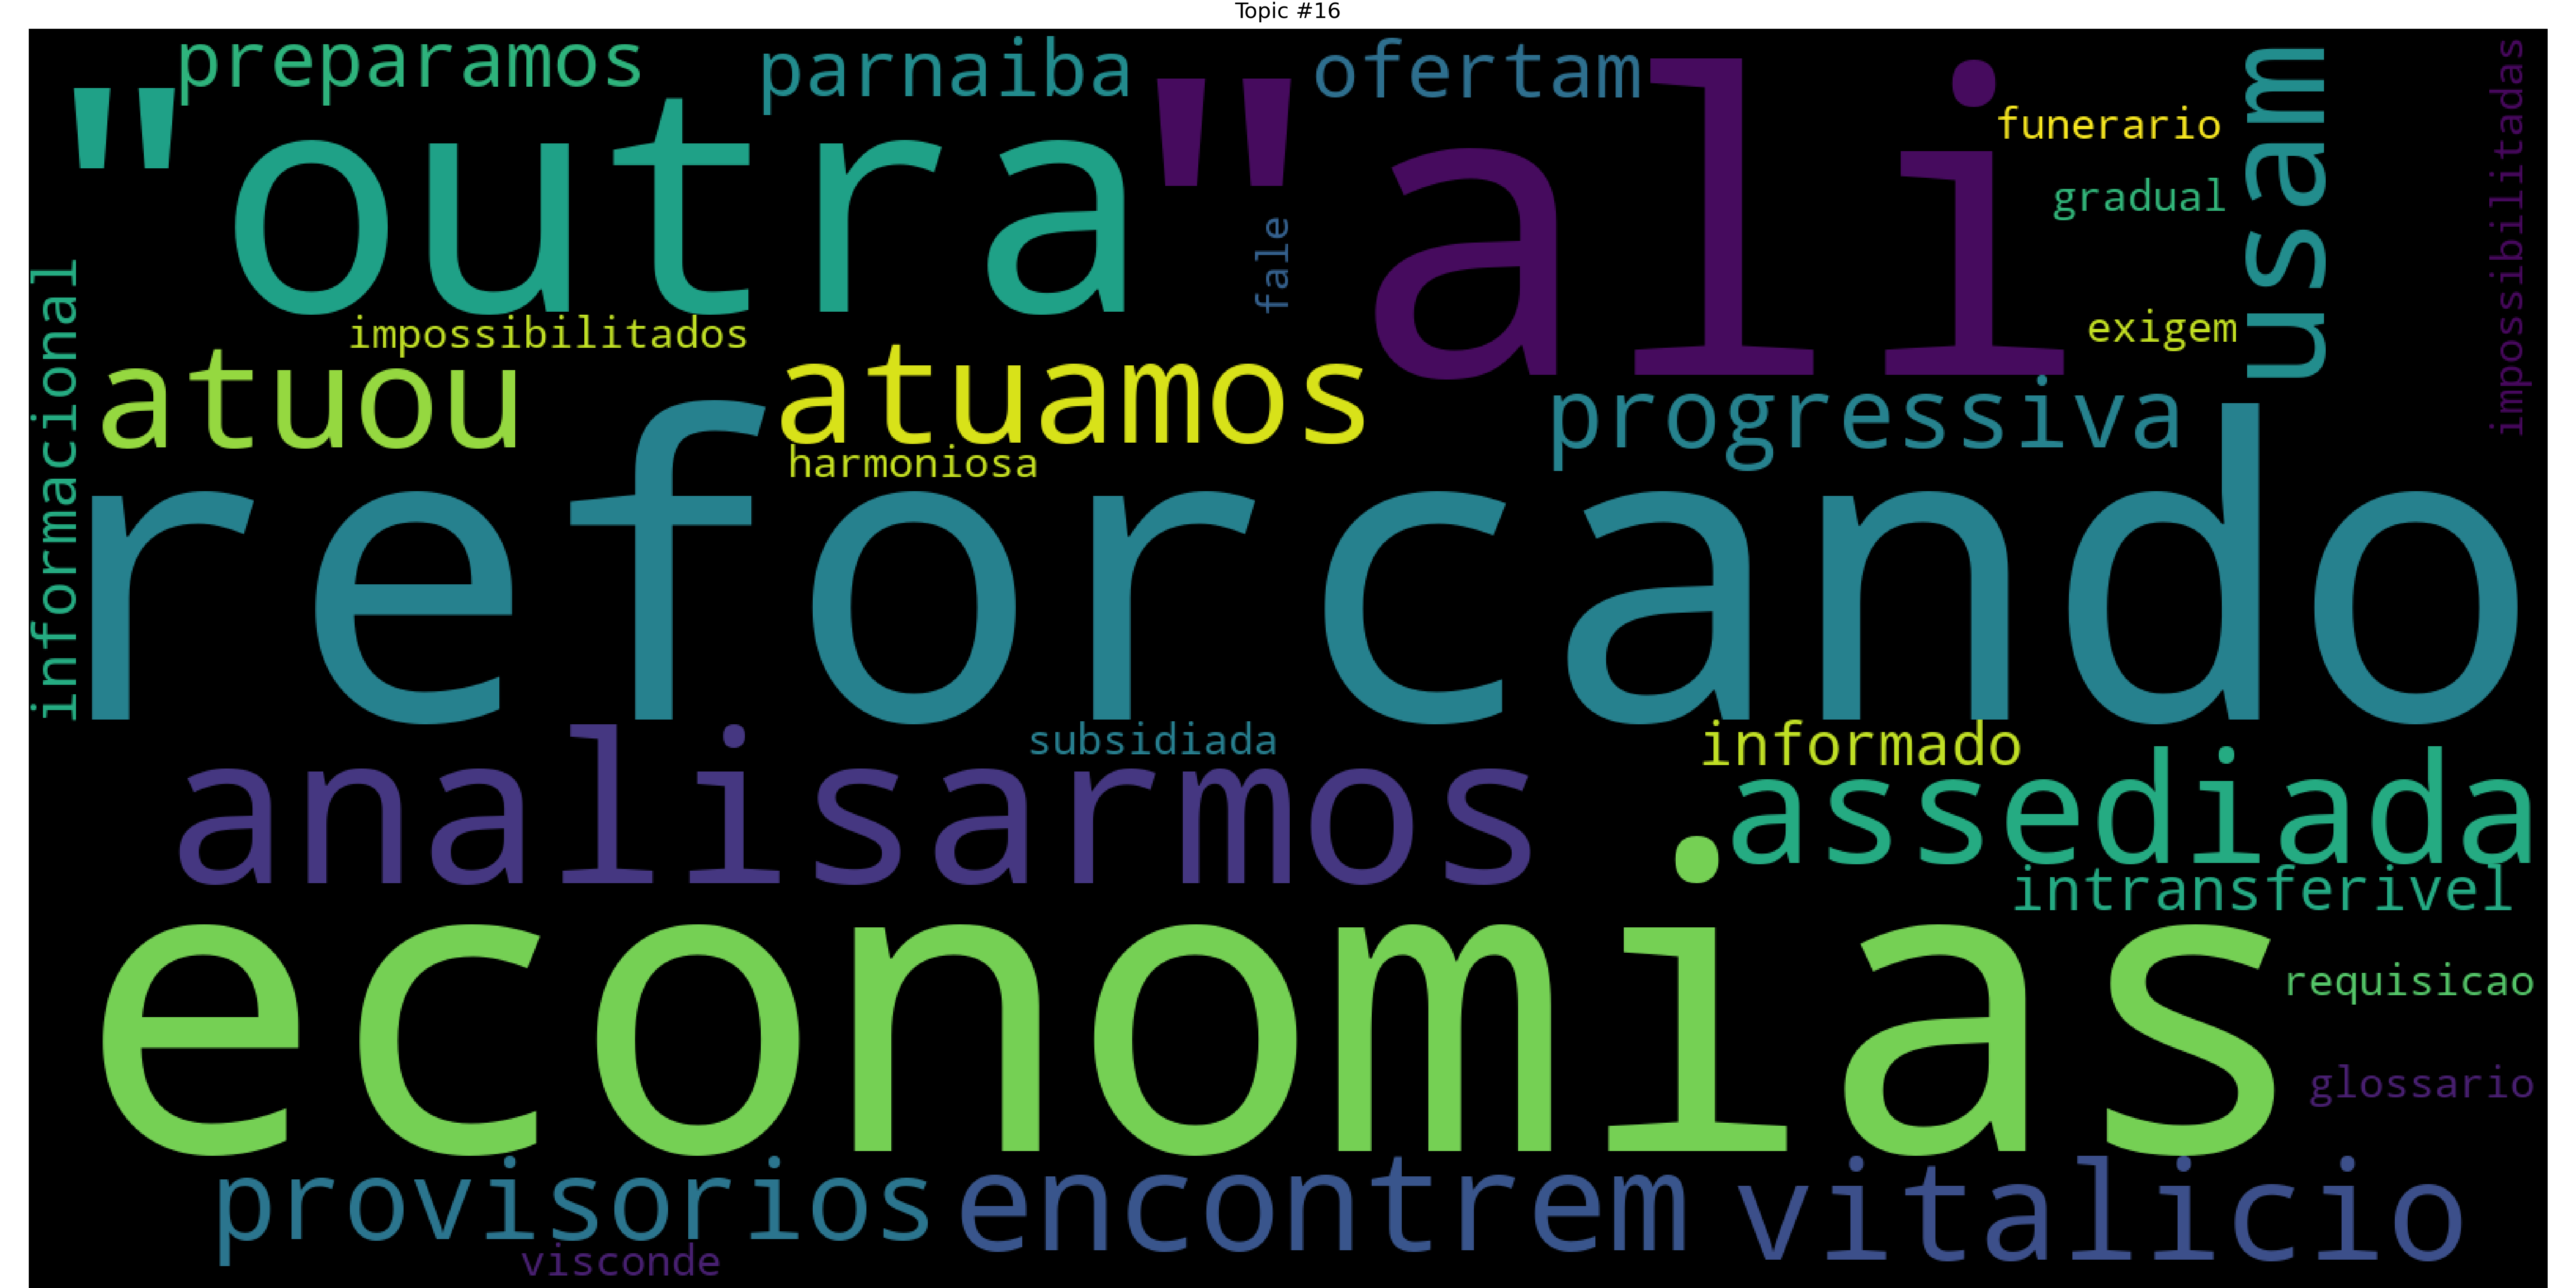 Topic #16
preparamos
parnaiba
ofertam
usam
impossibilitadas
"outra
"ali
funerario
gradual
fale
exigem
informacional
impossibilitados
atuou
atuamos
progressiva
harmoniosa
reforcando
subsidiada
informado
analisarmos
assediada
intransferivel
economias
requisicao
glossario
provisorios
encontrem
vitalicio
visconde